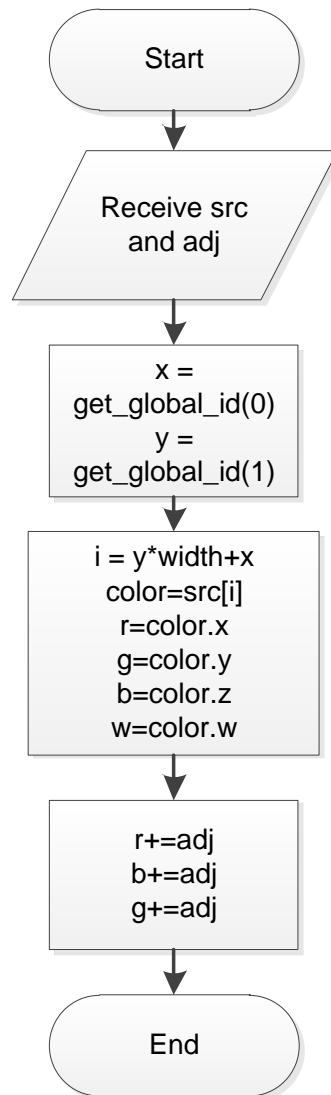 Start
Receive src
and adj
x =
get_global_id(0)
y =
get_global_id(1)
i = y*width+x
color=src[i]
r=color.x
g=color.y
b=color.z
w=color.w
r+=adj
b+=adj
g+=adj
End